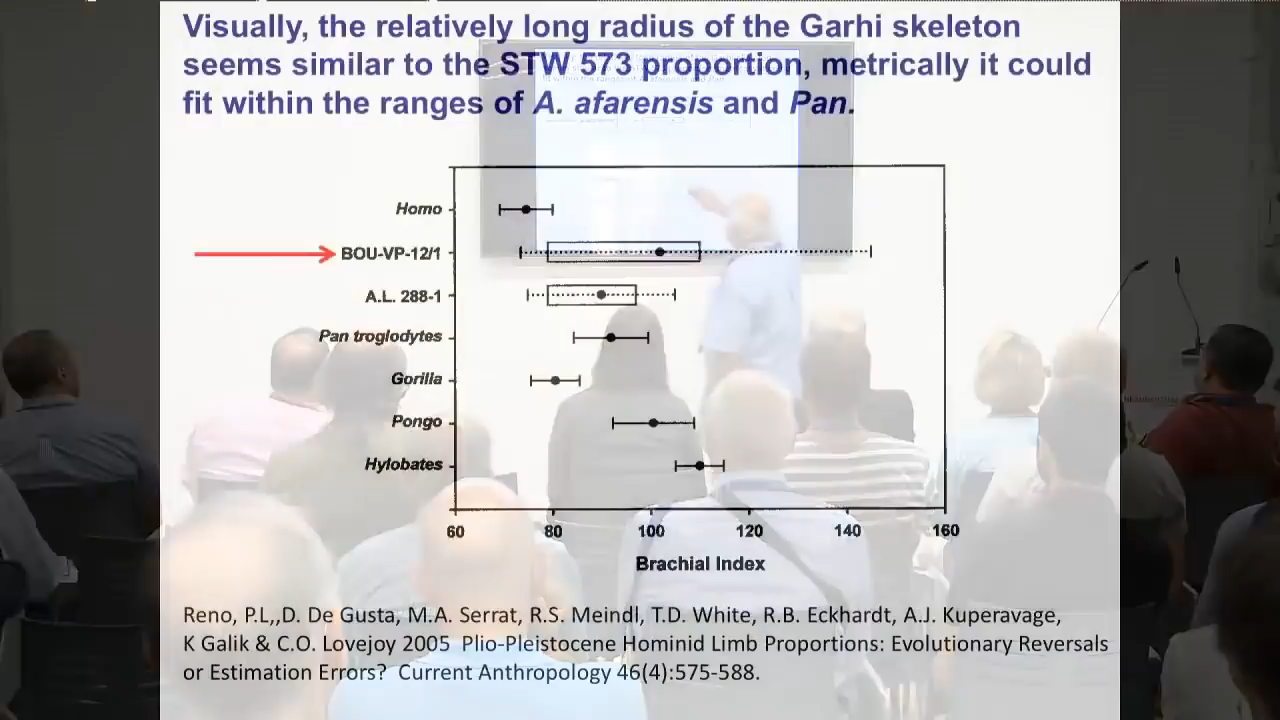 Visually, the relatively long radius of the Garhi skeleton
seems similar to the STW 573 proportion, metrically it could
fit within the ranges of A. afarensis and Pan.
Homo
BOU-VP-12/1
A.L. 288-1
Pan troglodytes
Gorilla
Pongo
Hylobates
60 80 100 120 140 160
Brachial Index
Reno, P.L,,D. De Gusta, M.A. Serrat, R.S. Meindl, T.D. White, R.B. Eckhardt, A.J. Kuperavage,
K Galik & C.O. Lovejoy 2005 Plio-Pleistocene Hominid Limb Proportions: Evolutionary Reversals
or Estimation Errors? Current Anthropology 46(4):575-588.